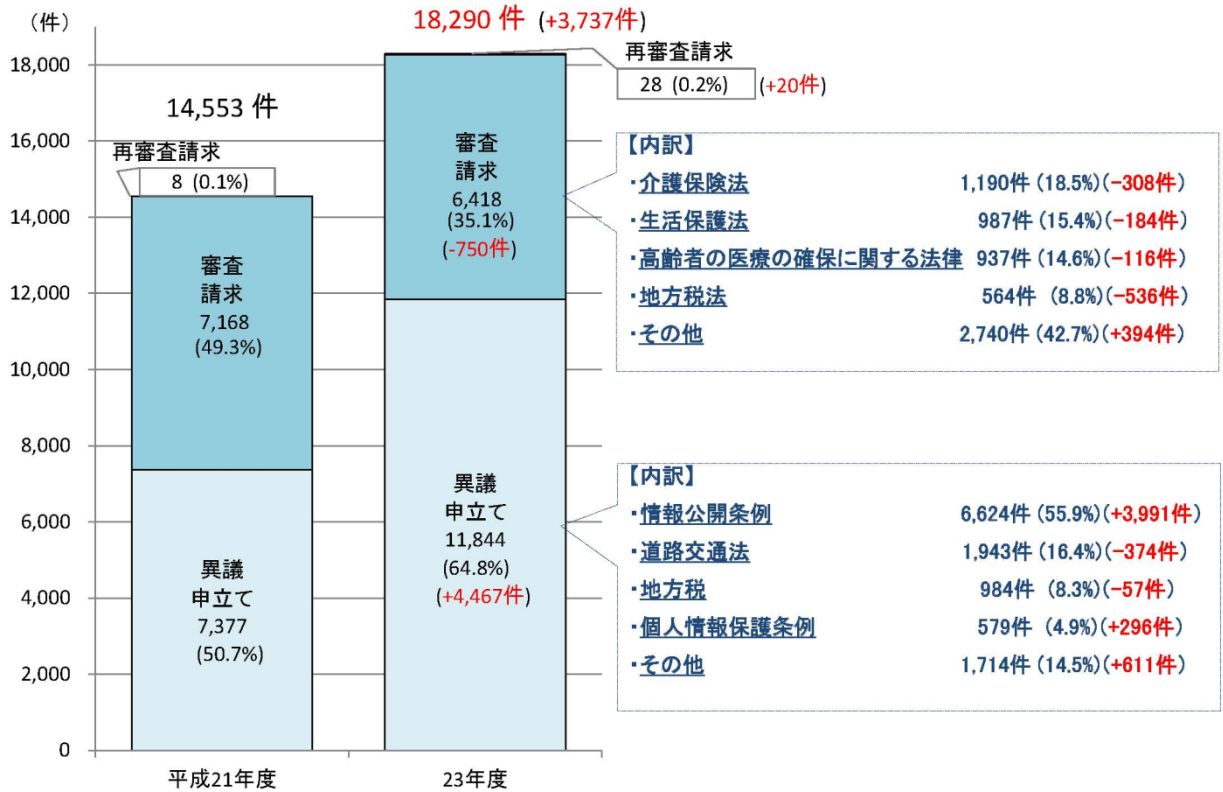 （件）
18,290 件 (+3,737件)
再審査請求
28 (0.2%) (+20件)
14,553 件
再審査請求
8 (0.1%)
18,000
16,000
14,000
12,000
10,000
8,000
6,000
4,000
2,000
0
審査
請求
7,168
(49.3%)
異議
申立て
7,377
(50.7%)
審査
請求
6,418
(35.1%)
(-750件)
異議
申立て
11,844
(64.8%)
(+4,467件)
平成21年度
23年度
【内訳】
・介護保険法 1,190件 (18.5%)(−308件)
・生活保護法 987件 (15.4%)(−184件)
・高齢者の医療の確保に関する法律 937件 (14.6%)(−116件)
・地方税法 564件 (8.8%)(−536件)
・その他 2,740件 (42.7%)(+394件)
【内訳】
・情報公開条例 6,624件 (55.9%)(+3,991件)
・道路交通法 1,943件 (16.4%)(−374件)
・地方税 984件 (8.3%)(−57件)
・個人情報保護条例 579件 (4.9%)(+296件)
・その他 1,714件 (14.5%)(+611件)